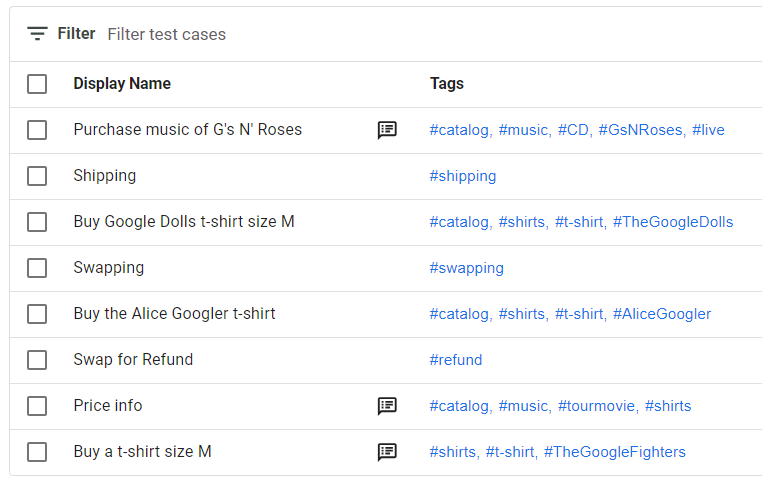 Filter Filter test cases
Display Name Tags
Purchase music of G's N' Roses #catalog, #music, #CD, #GsNRoses, #live
Shipping #shipping
Buy Google Dolls t-shirt size M #catalog, #shirts, #t-shirt, #TheGoogleDolls
Swapping #swapping
Buy the Alice Googler t-shirt #catalog, #shirts, #t-shirt, #AliceGoogler
Swap for Refund #refund
Price info #catalog, #music, #tourmovie, #shirts
Buy a t-shirt size M #shirts, #t-shirt, #TheGoogleFighters